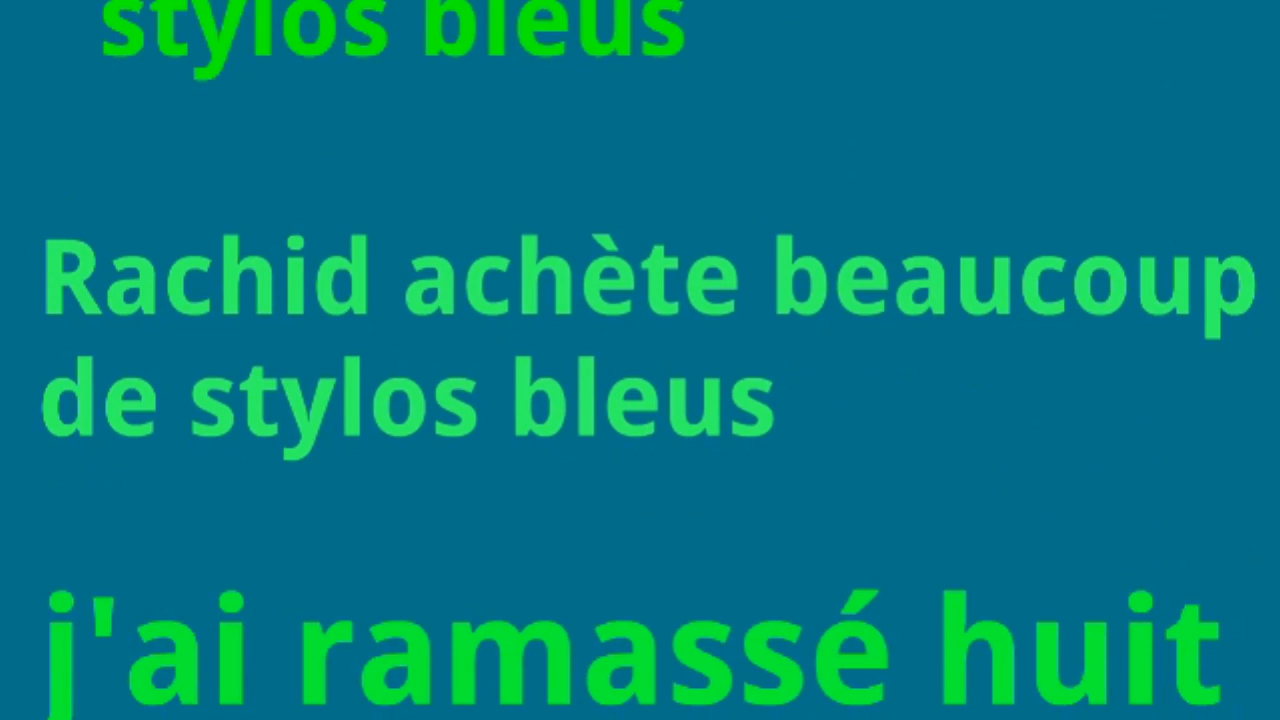 stylos bleus
Rachid achète beaucoup
de stylos bleus
j'ai ramassé huit